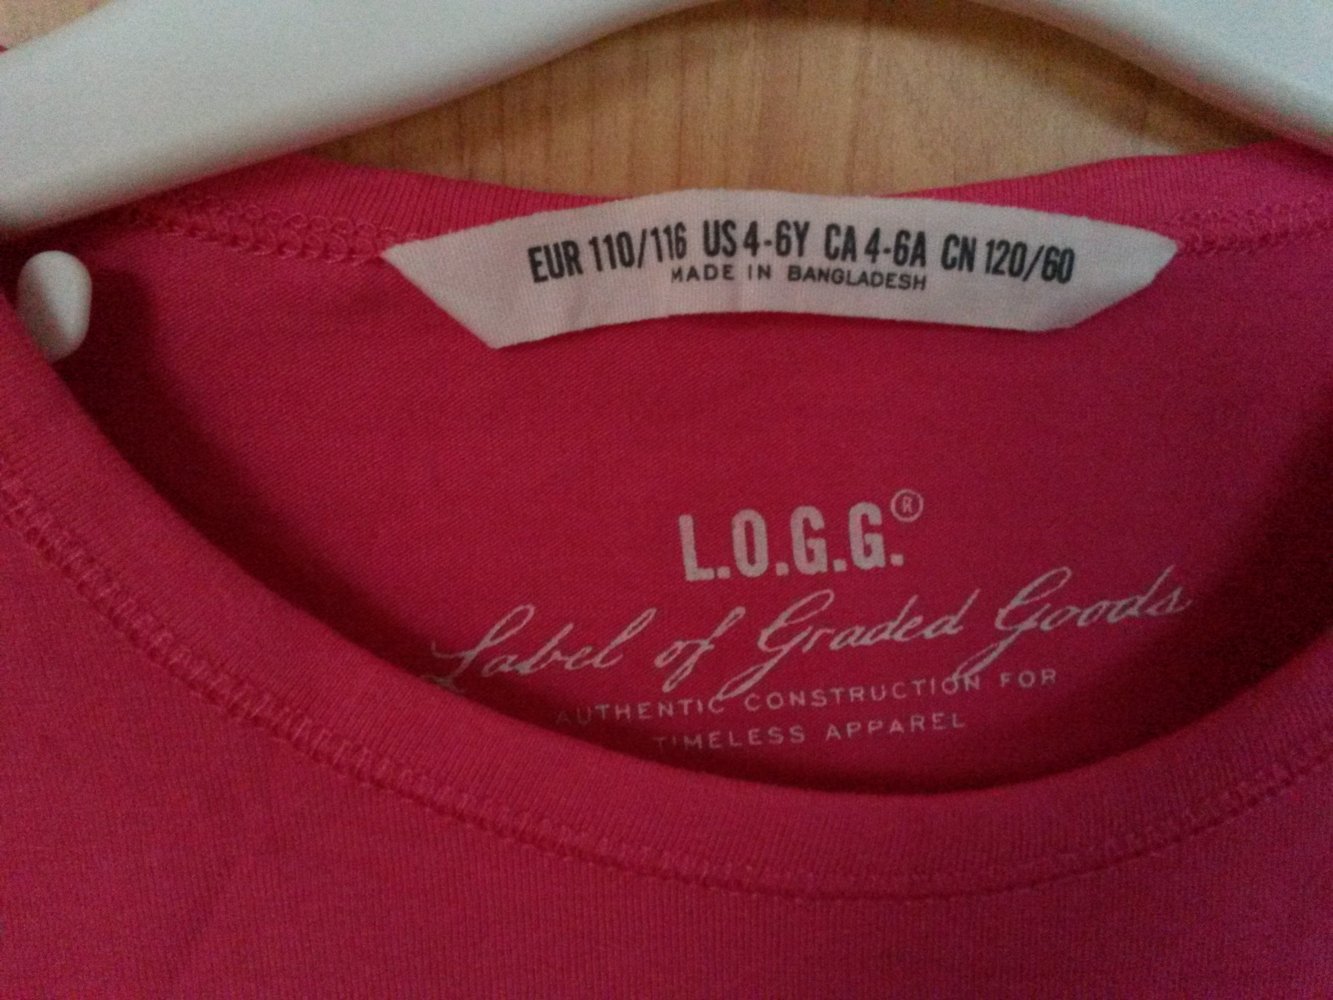 EUR 110/116 US 4-6Y CA 4-6A CN 120/60
MADE IN BANGLADESH
L.O.G.G.®
Label of Graded Goods
AUTHENTIC CONSTRUCTION FOR
TIMELESS APPAREL